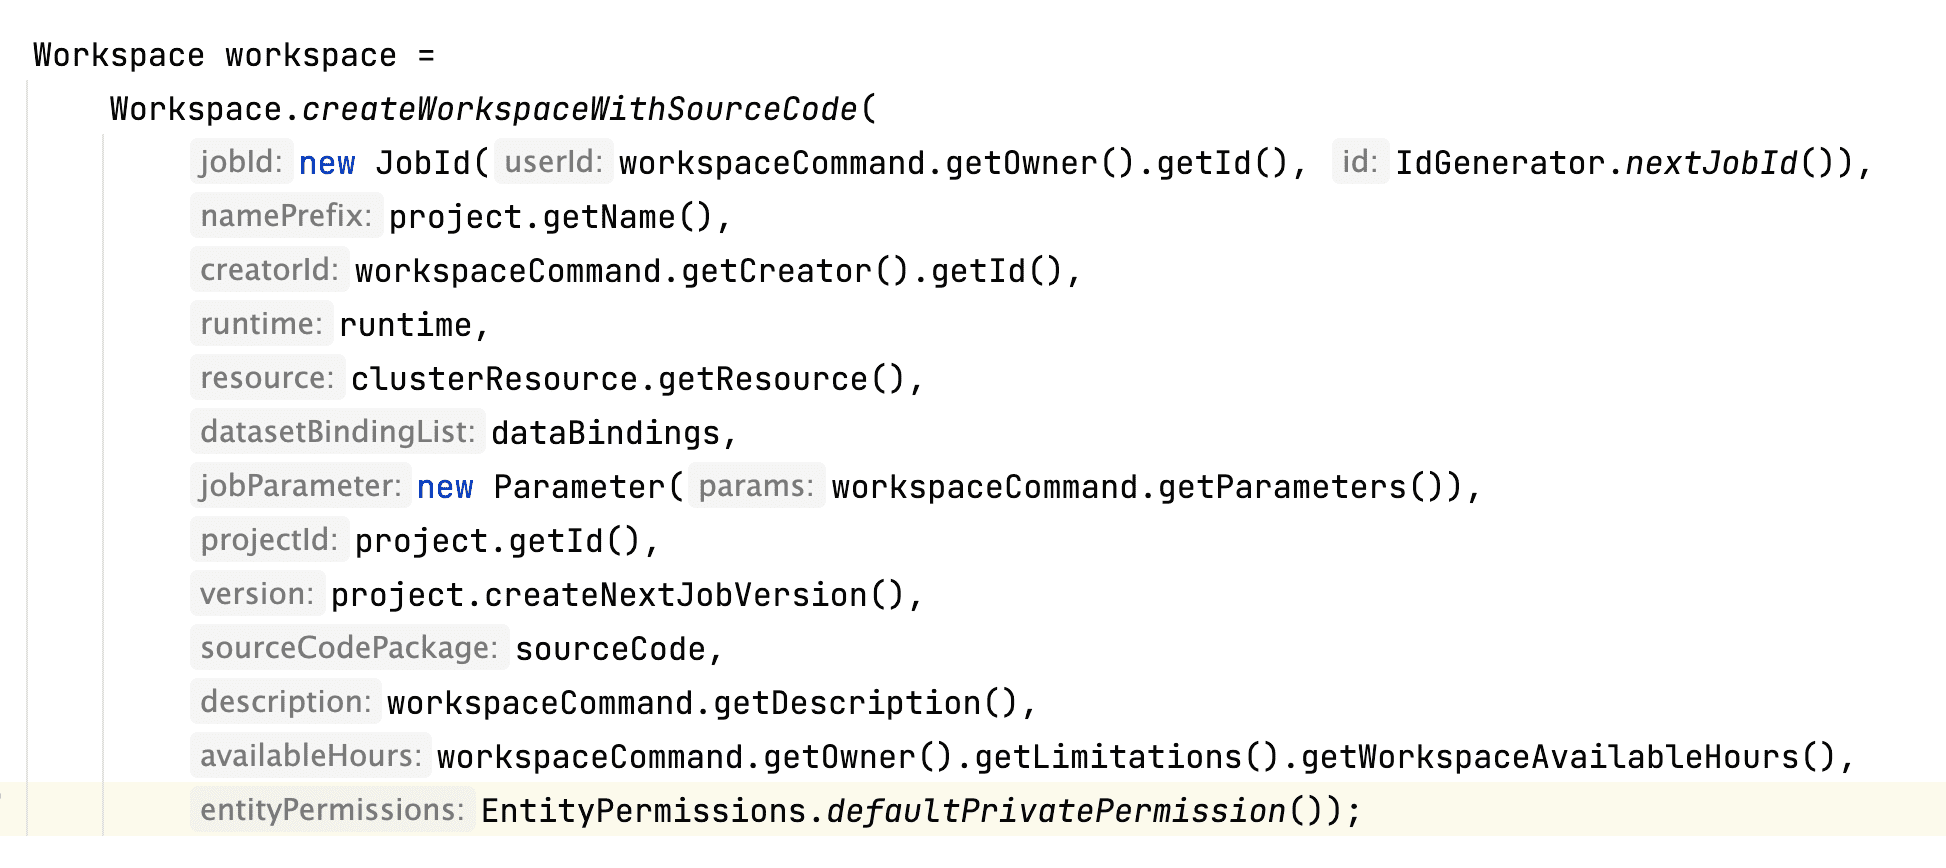 Workspace workspace =
Workspace.createWorkspaceWithSourceCode(
jobId: new JobId( userId: workspaceCommand.getOwner().getId(), id: IdGenerator.nextJobId()),
namePrefix: project.getName(),
creatorId: workspaceCommand.getCreator().getId(),
runtime: runtime,
resource: clusterResource.getResource(),
datasetBindingList: dataBindings,
jobParameter: new Parameter( params: workspaceCommand.getParameters()),
projectId: project.getId(),
version: project.createNextJobVersion(),
sourceCodePackage: sourceCode,
description: workspaceCommand.getDescription(),
availableHours: workspaceCommand.getOwner().getLimitations().getWorkspaceAvailableHours(),
entityPermissions: EntityPermissions.defaultPrivatePermission());